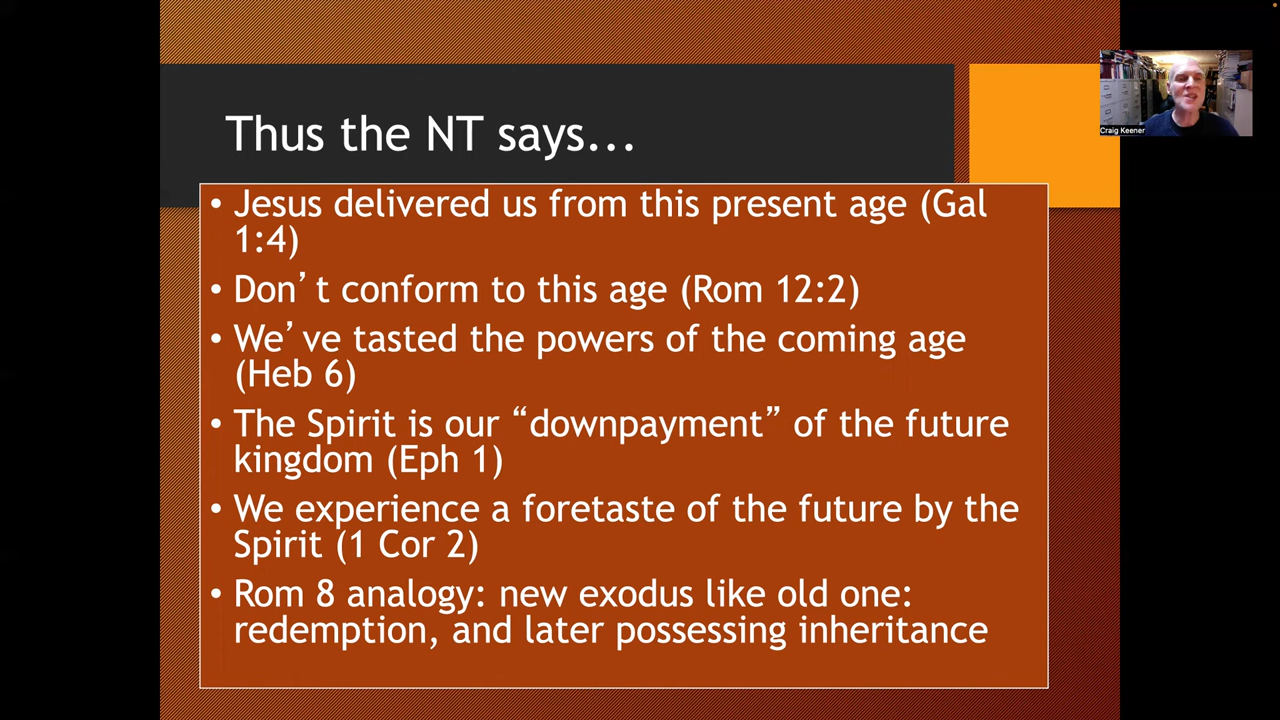 Thus the NT says...
• Jesus delivered us from this present age (Gal
1:4)
• Don’t conform to this age (Rom 12:2)
• We’ve tasted the powers of the coming age
(Heb 6)
• The Spirit is our “downpayment” of the future
kingdom (Eph 1)
• We experience a foretaste of the future by the
Spirit (1 Cor 2)
• Rom 8 analogy: new exodus like old one:
redemption, and later possessing inheritance
Craig Keener